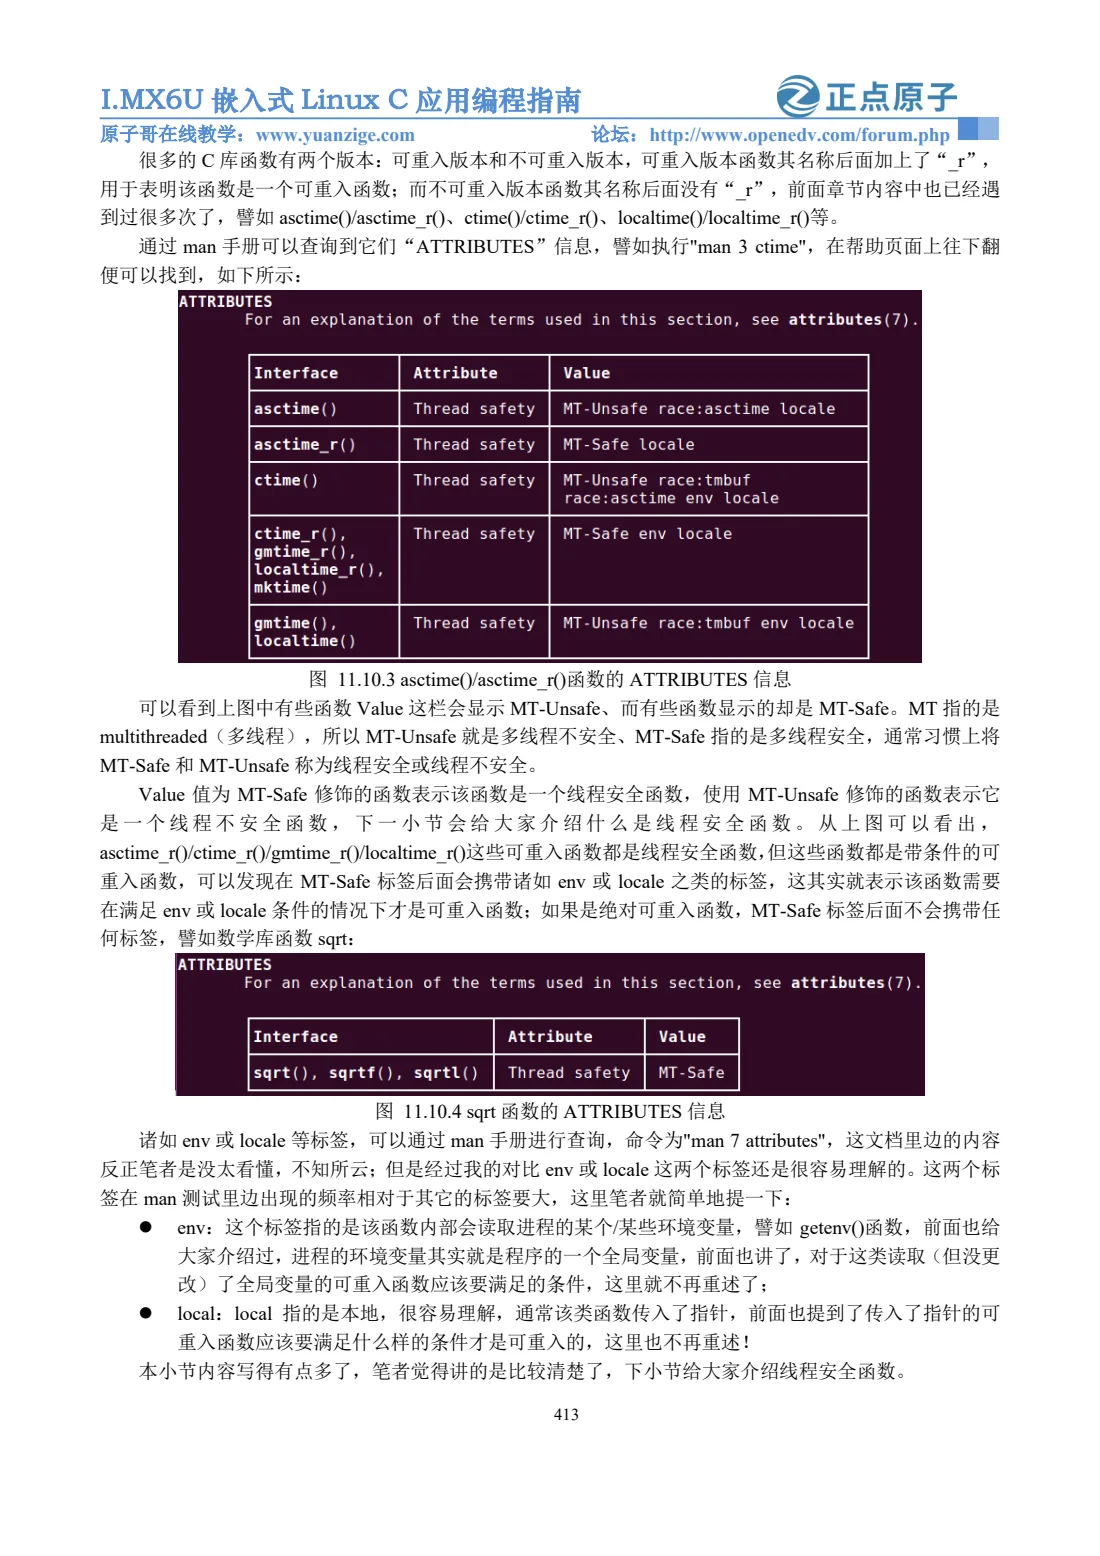 I.MX6U 嵌入式 Linux C 应用编程指南
正点原子
原子哥在线教学：www.yuanzige.com 论坛：http://www.openedv.com/forum.php
很多的 C 库函数有两个版本：可重入版本和不可重入版本，可重入版本函数其名称后面加上了“_r”，
用于表明该函数是一个可重入函数；而不可重入版本函数其名称后面没有“_r”，前面章节内容中也已经遇
到过很多次了，譬如 asctime()/asctime_r()、ctime()/ctime_r()、localtime()/localtime_r()等。
通过 man 手册可以查询到它们“ATTRIBUTES”信息，譬如执行"man 3 ctime"，在帮助页面上往下翻
便可以找到，如下所示：
ATTRIBUTES
For an explanation of the terms used in this section, see attributes(7).
Interface Attribute Value
asctime() Thread safety MT-Unsafe race:asctime locale
asctime_r() Thread safety MT-Safe locale
ctime() Thread safety MT-Unsafe race:tmbuf
race:asctime env locale
ctime_r(), Thread safety MT-Safe env locale
gmtime_r(),
localtime_r(),
mktime()
gmtime(), Thread safety MT-Unsafe race:tmbuf env locale
localtime()
图 11.10.3 asctime()/asctime_r()函数的 ATTRIBUTES 信息
可以看到上图中有些函数 Value 这栏会显示 MT-Unsafe、而有些函数显示的却是 MT-Safe。MT 指的是
multithreaded（多线程），所以 MT-Unsafe 就是多线程不安全、MT-Safe 指的是多线程安全，通常习惯上将
MT-Safe 和 MT-Unsafe 称为线程安全或线程不安全。
Value 值为 MT-Safe 修饰的函数表示该函数是一个线程安全函数，使用 MT-Unsafe 修饰的函数表示它
是一个线程不安全函数，下一小节会给大家介绍什么是线程安全函数。从上图可以看出，
asctime_r()/ctime_r()/gmtime_r()/localtime_r()这些可重入函数都是线程安全函数，但这些函数都是带条件的可
重入函数，可以发现在 MT-Safe 标签后面会携带诸如 env 或 locale 之类的标签，这其实就表示该函数需要
在满足 env 或 locale 条件的情况下才是可重入函数；如果是绝对可重入函数，MT-Safe 标签后面不会携带任
何标签，譬如数学库函数 sqrt：
ATTRIBUTES
For an explanation of the terms used in this section, see attributes(7).
Interface Attribute Value
sqrt(), sqrtf(), sqrtl() Thread safety MT-Safe
图 11.10.4 sqrt 函数的 ATTRIBUTES 信息
诸如 env 或 locale 等标签，可以通过 man 手册进行查询，命令为"man 7 attributes"，这文档里边的内容
反正笔者是没太看懂，不知所云；但是经过我的对比 env 或 locale 这两个标签还是很容易理解的。这两个标
签在 man 测试里边出现的频率相对于其它的标签要大，这里笔者就简单地提一下：
● env：这个标签指的是该函数内部会读取进程的某个/某些环境变量，譬如 getenv()函数，前面也给
大家介绍过，进程的环境变量其实就是程序的一个全局变量，前面也讲了，对于这类读取（但没更
改）了全局变量的可重入函数应该要满足的条件，这里就不再重述了；
● local：local 指的是本地，很容易理解，通常该类函数传入了指针，前面也提到了传入了指针的可
重入函数应该要满足什么样的条件才是可重入的，这里也不再重述！
本小节内容写得有点多了，笔者觉得讲的是比较清楚了，下小节给大家介绍线程安全函数。
413